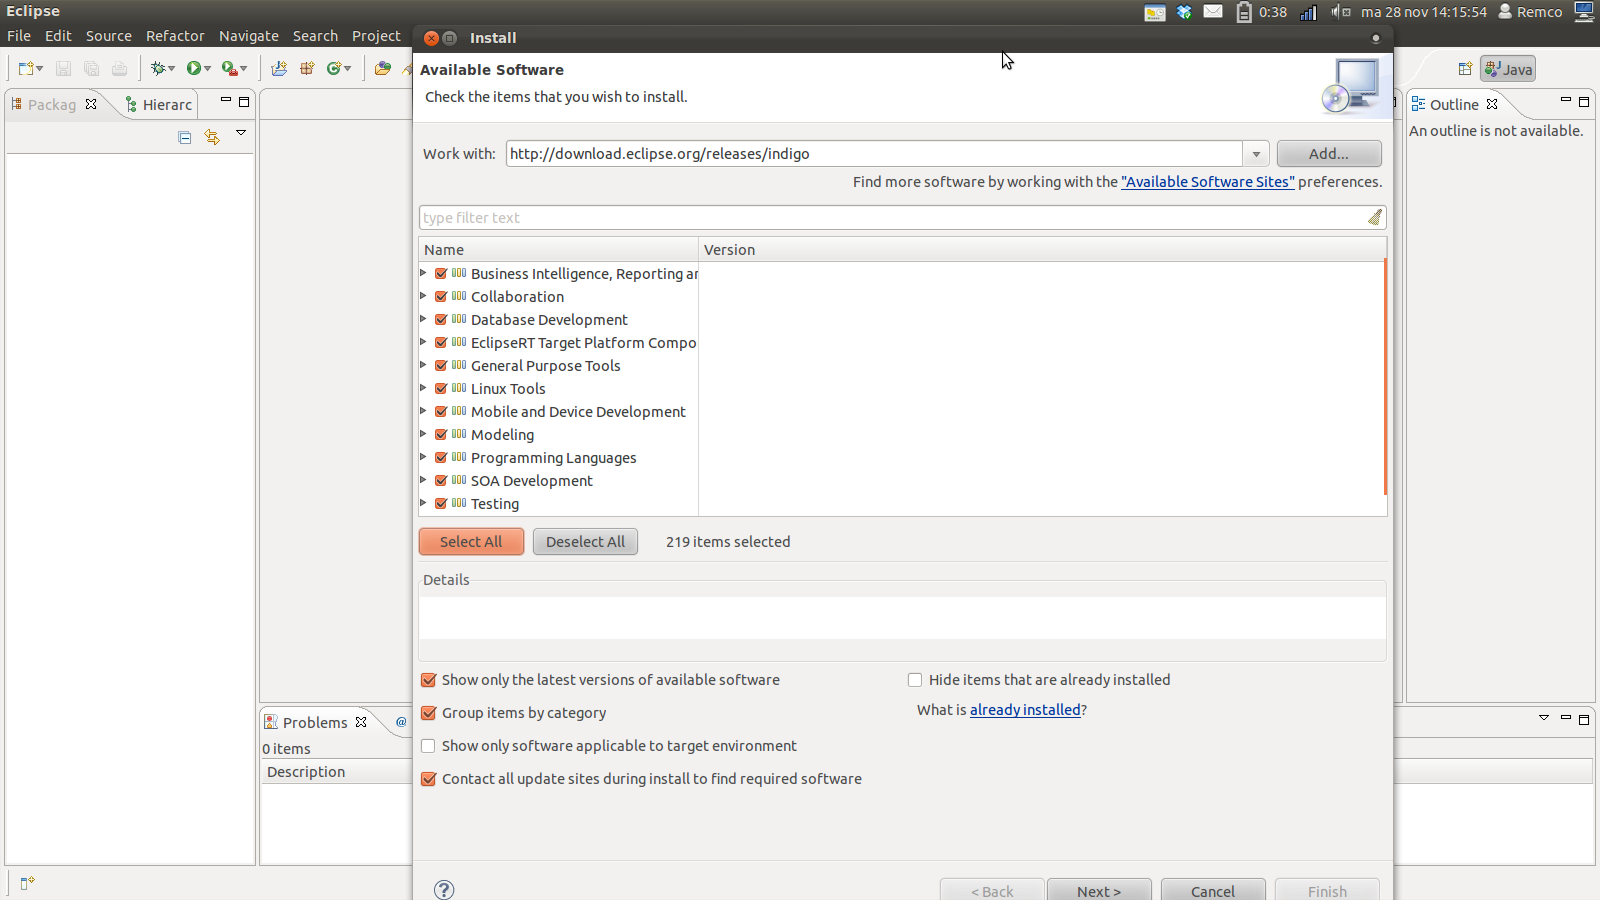 Eclipse
0:38
ma 28 nov 14:15:54
Remco
File Edit Source Refactor Navigate Search Project
Install
Available Software
Check the items that you wish to install.
Java
Packag
Hierarc
Outline
An outline is not available.
Work with:
http://download.eclipse.org/releases/indigo
Add...
Find more software by working with the "Available Software Sites" preferences.
type filter text
Name
Version
Business Intelligence, Reporting ar
Collaboration
Database Development
EclipseRT Target Platform Compo
General Purpose Tools
Linux Tools
Mobile and Device Development
Modeling
Programming Languages
SOA Development
Testing
Select All
Deselect All
219 items selected
Details
Show only the latest versions of available software
Hide items that are already installed
Group items by category
What is already installed?
Show only software applicable to target environment
Contact all update sites during install to find required software
Problems
@
0 items
Description
?
< Back
Next >
Cancel
Finish